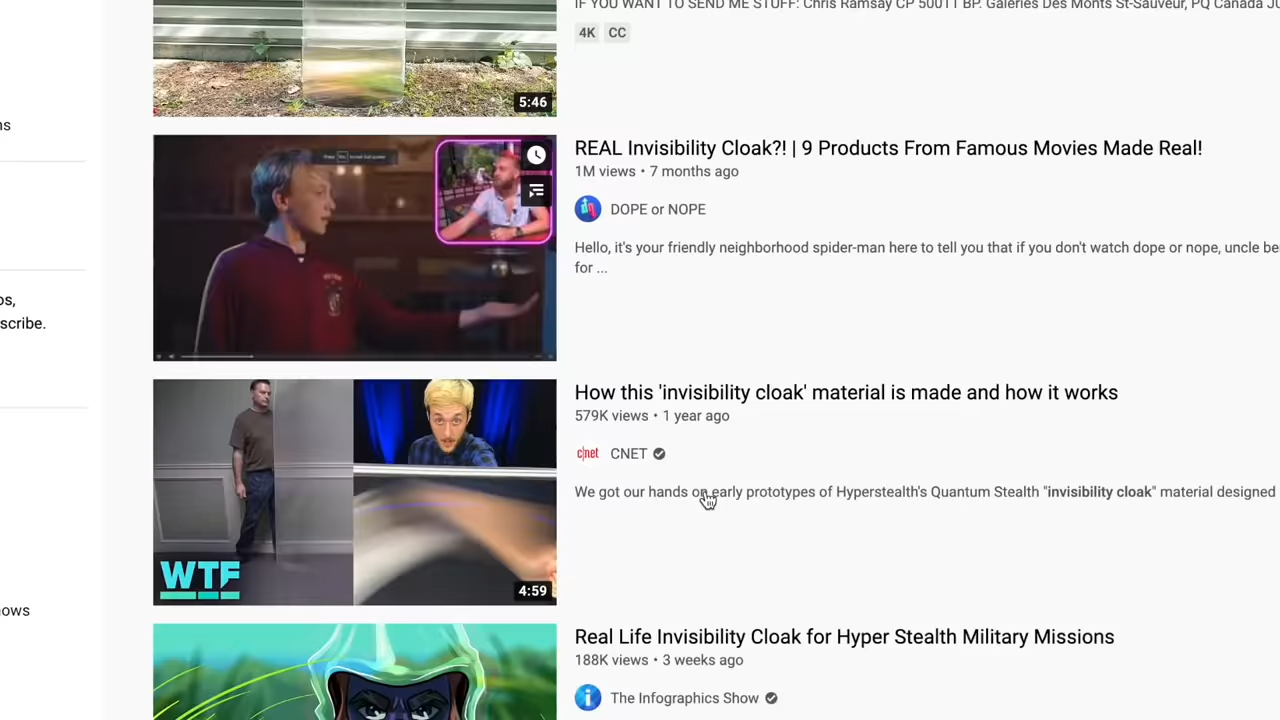 IF YOU WANT TO SEND ME STUFF: Chris Ramsay CP 50011 BP. Galeries Des Monts St-Sauveur, PQ Canada
4K CC
5:46
REAL Invisibility Cloak?! | 9 Products From Famous Movies Made Real!
1M views • 7 months ago
DOPE or NOPE
Hello, it's your friendly neighborhood spider-man here to tell you that if you don't watch dope or nope, uncle be
for ...
os,
scribe.
How this 'invisibility cloak' material is made and how it works
579K views • 1 year ago
c|net CNET
We got our hands on early prototypes of Hyperstealth's Quantum Stealth "invisibility cloak" material designed
WTF
4:59
ows
Real Life Invisibility Cloak for Hyper Stealth Military Missions
188K views • 3 weeks ago
The Infographics Show